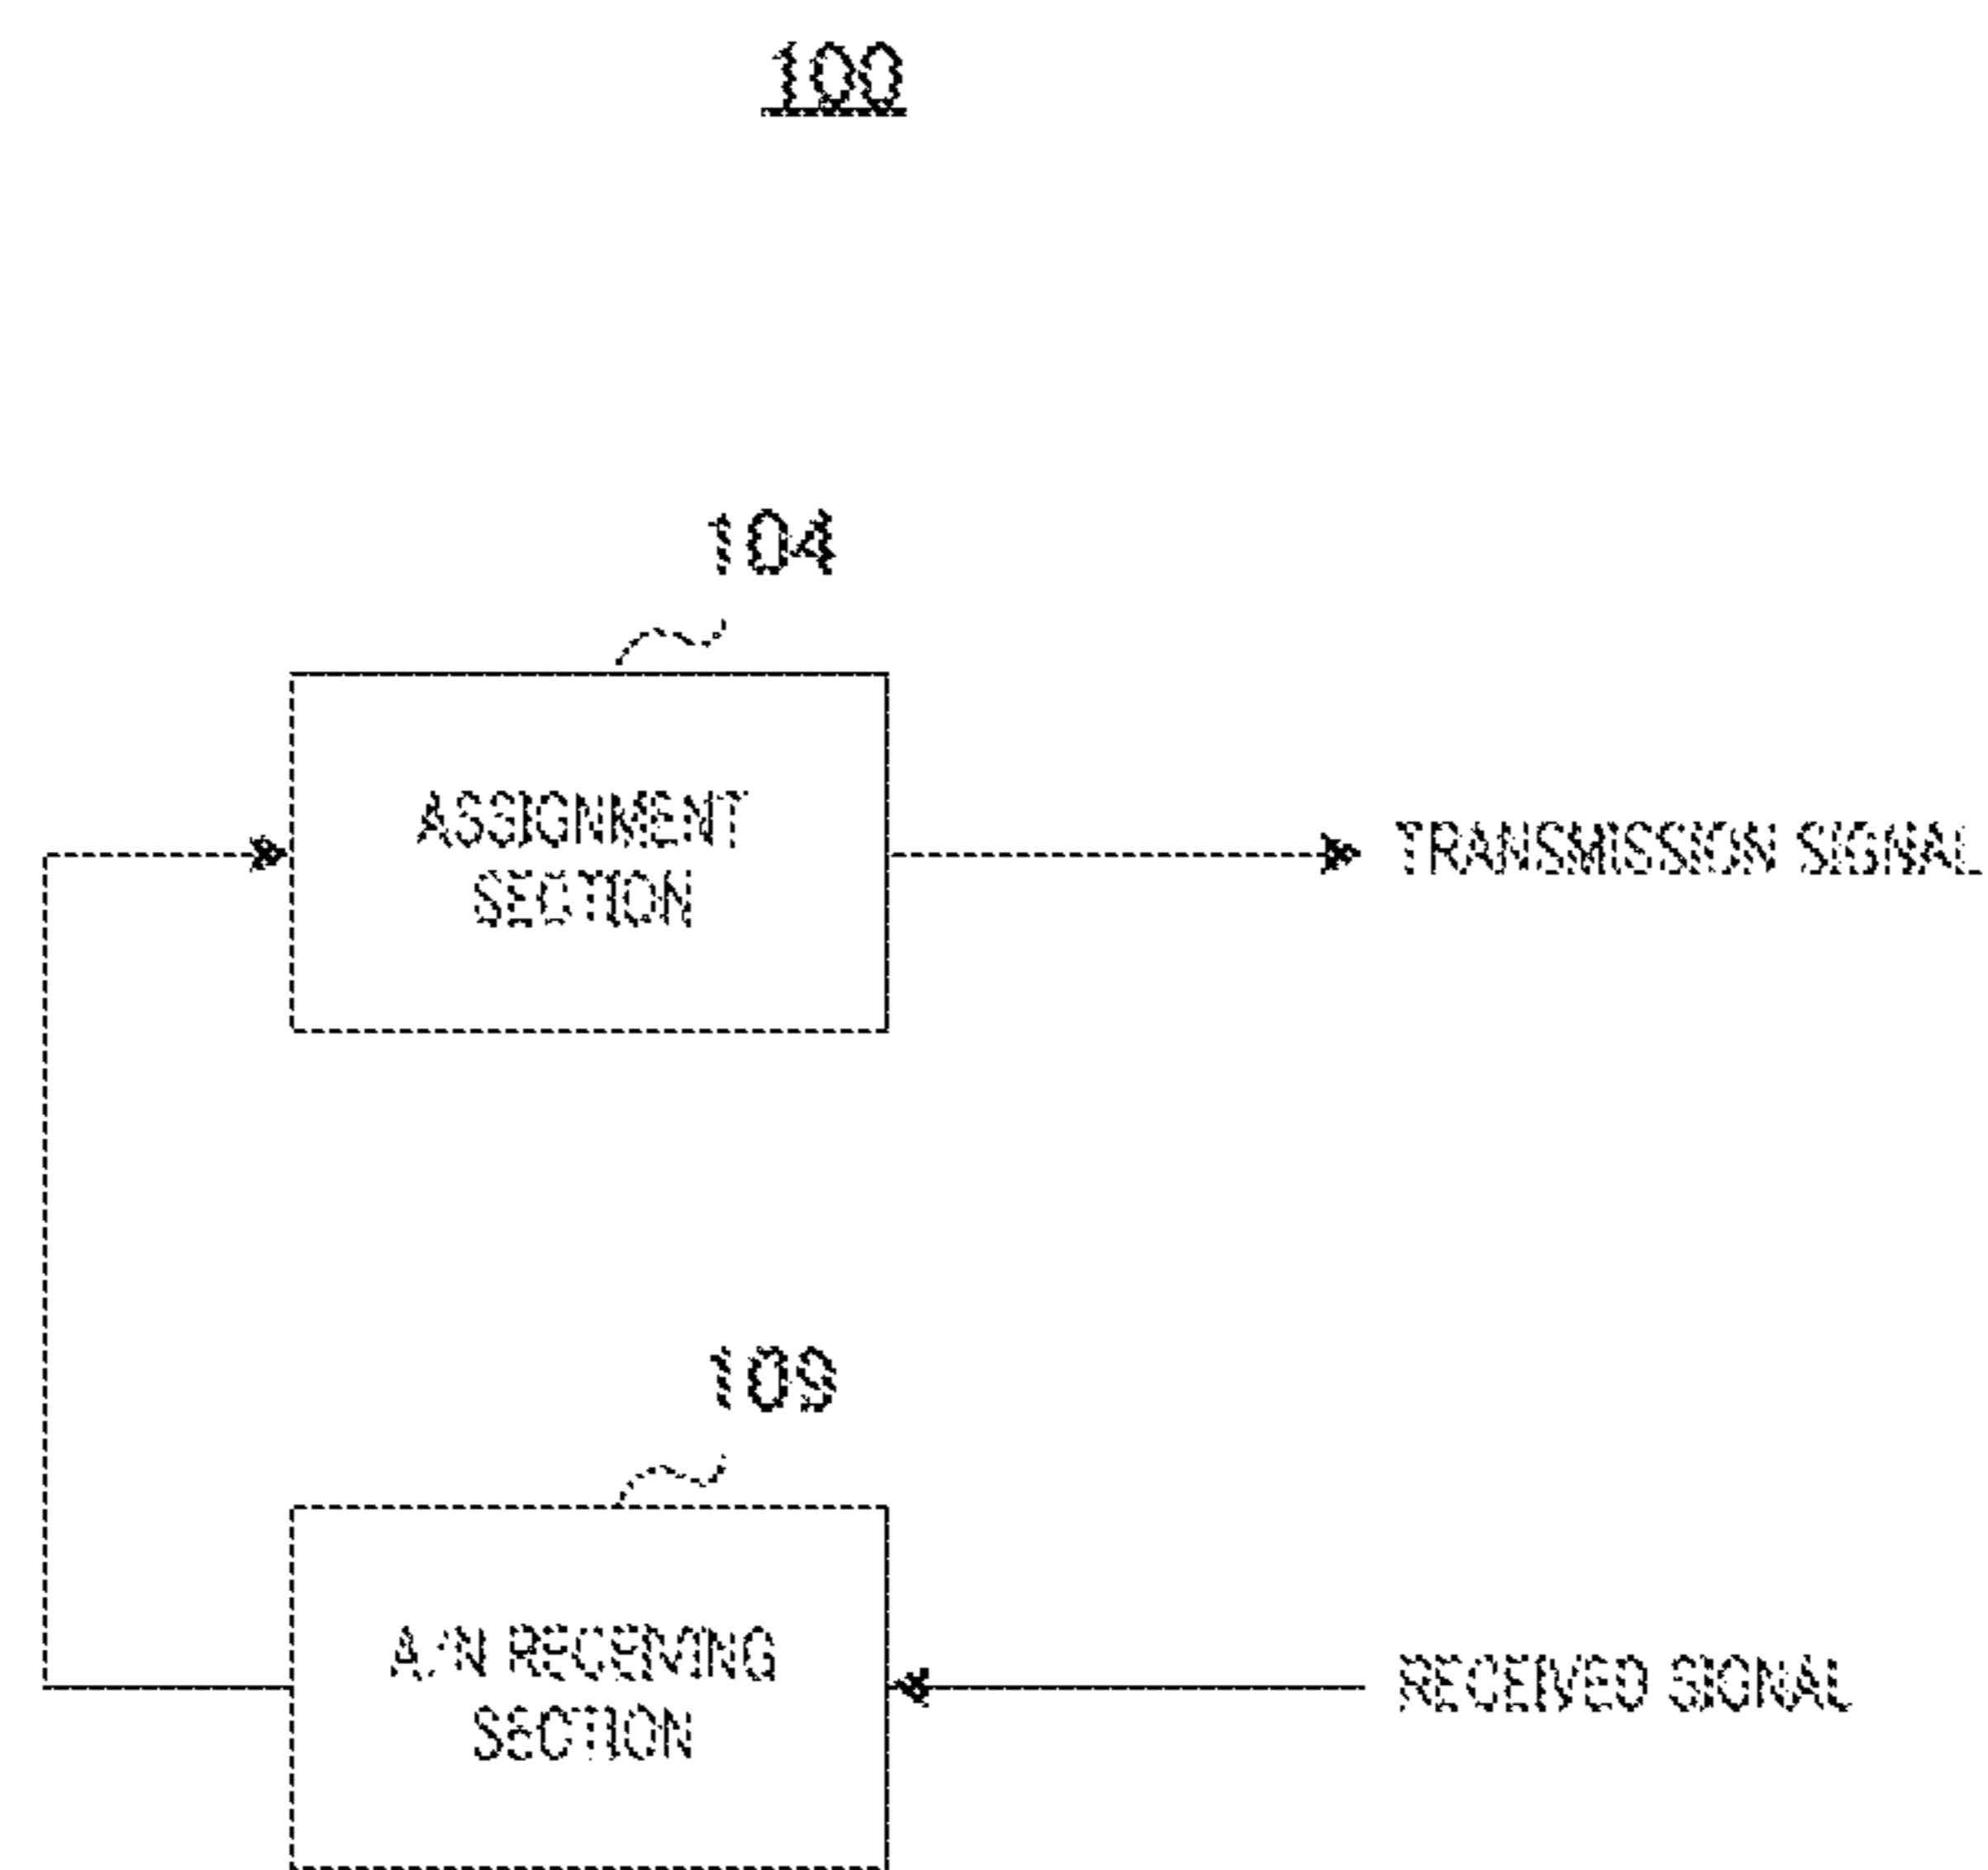 100
104
ASSIGNMENT
SECTION
TRANSMISSION SIGNAL
109
A/N RECEIVING
SECTION
RECEIVED SIGNAL